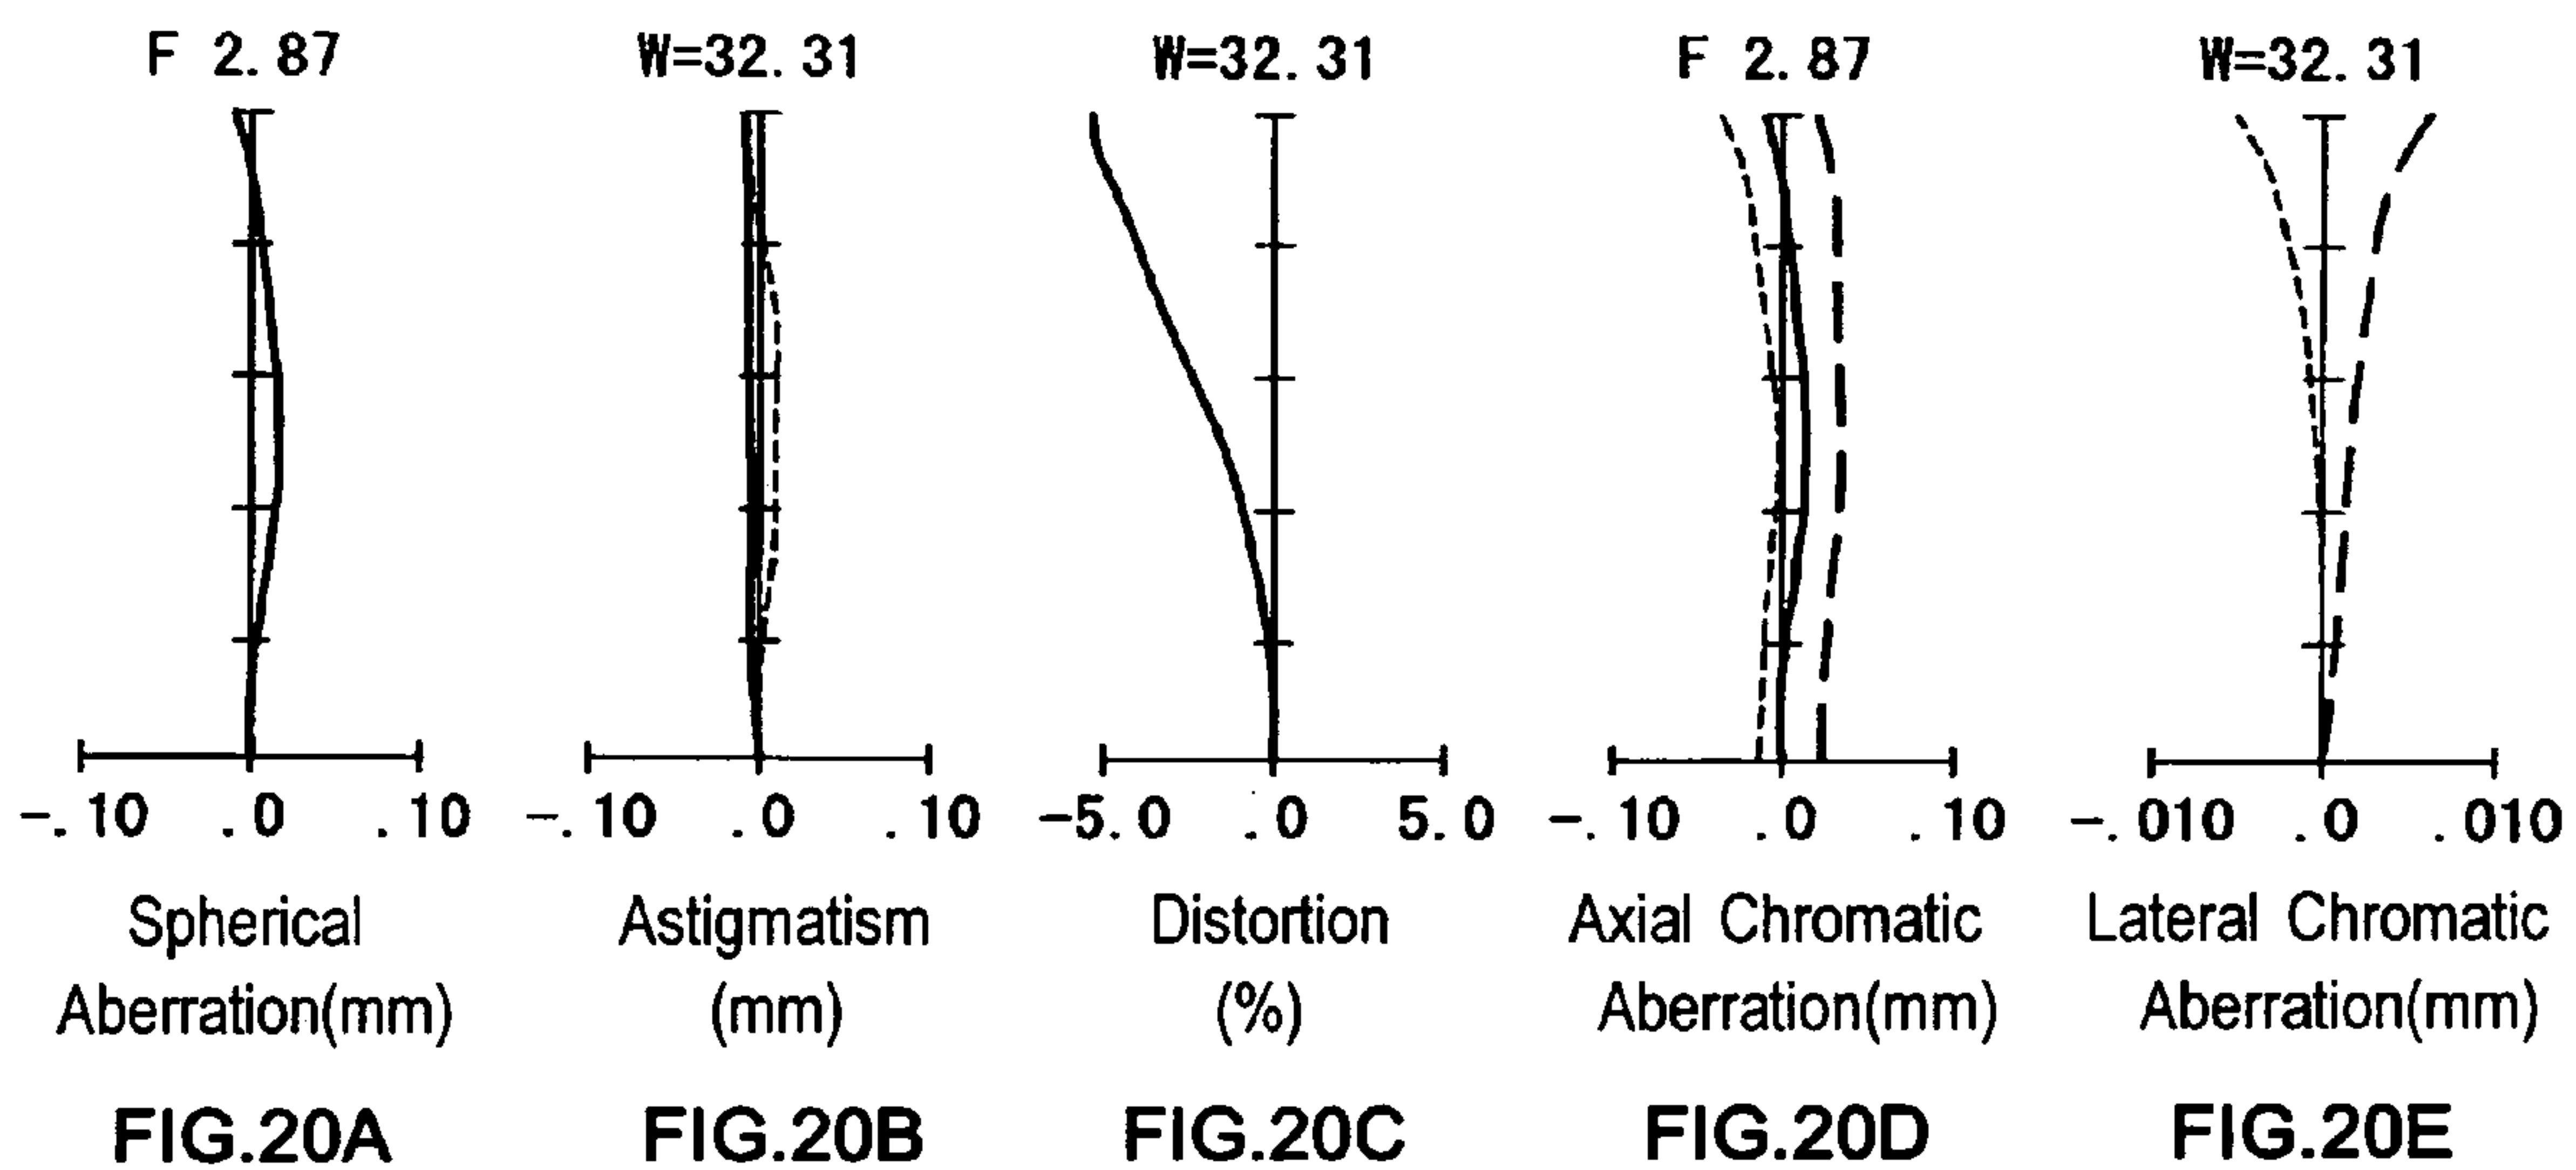 F 2.87
W=32.31
W=32.31
F 2.87
W=32.31
-.10 .0 .10
-.10 .0 .10
-5.0 .0 5.0
-.10 .0 .10
-.010 .0 .010
Spherical
Aberration(mm)
Astigmatism
(mm)
Distortion
(%)
Axial Chromatic
Aberration(mm)
Lateral Chromatic
Aberration(mm)
FIG.20A
FIG.20B
FIG.20C
FIG.20D
FIG.20E